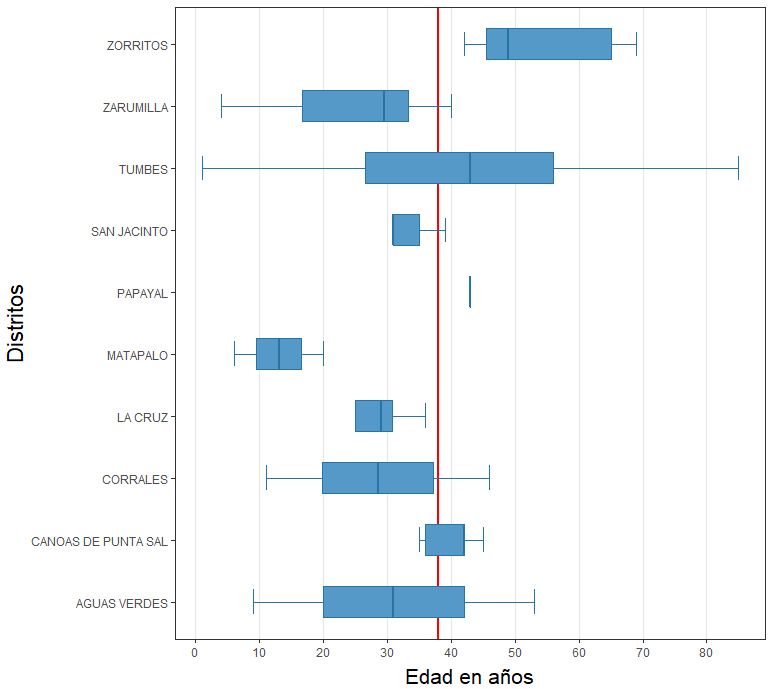 ZORRITOS
ZARUMILLA
TUMBES
SAN JACINTO
PAPAYAL
MATAPALO
LA CRUZ
CORRALES
CANOAS DE PUNTA SAL
AGUAS VERDES
Distritos
0 10 20 30 40 50 60 70 80
Edad en años